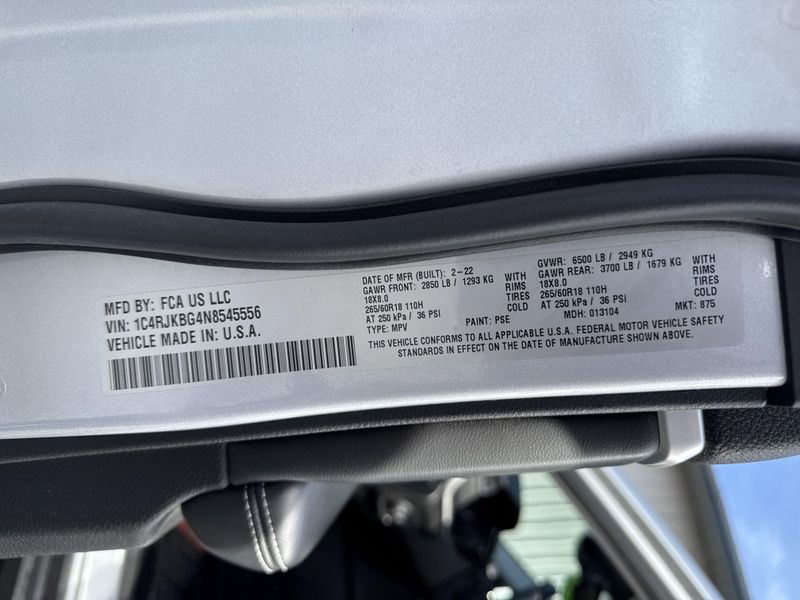 MFD BY: FCA US LLC
VIN: 1C4RJKBG4N8545556
VEHICLE MADE IN: U.S.A.
DATE OF MFR (BUILT): 2-22
GAWR FRONT: 2850 LB / 1293 KG WITH
18X8.0 RIMS
265/60R18 110H TIRES
AT 250 kPa / 36 PSI COLD
TYPE: MPV PAINT: PSE
GVWR: 6500 LB / 2949 KG
GAWR REAR: 3700 LB / 1679 KG WITH
18X8.0 RIMS
265/60R18 110H TIRES
AT 250 kPa / 36 PSI COLD
MDH: 013104 MKT: 875
THIS VEHICLE CONFORMS TO ALL APPLICABLE U.S.A. FEDERAL MOTOR VEHICLE SAFETY
STANDARDS IN EFFECT ON THE DATE OF MANUFACTURE SHOWN ABOVE.